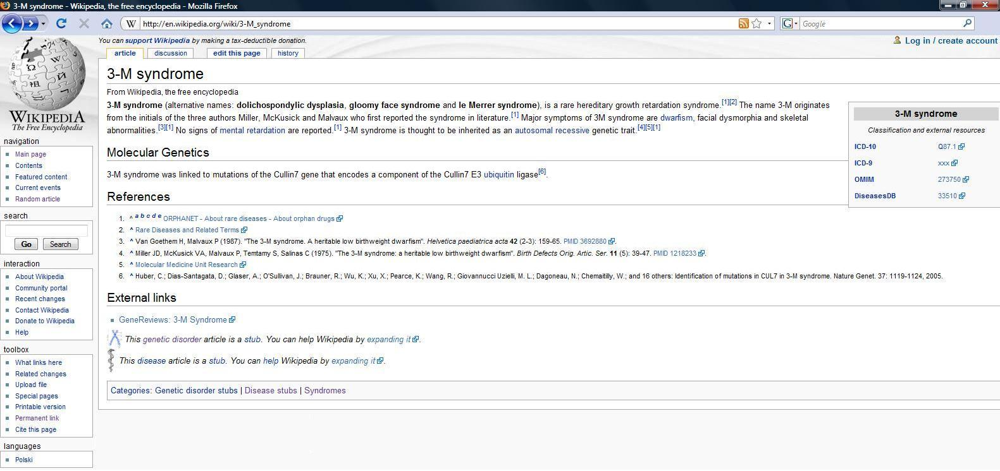 3-M syndrome - Wikipedia, the free encyclopedia - Mozilla Firefox
http://en.wikipedia.org/wiki/3-M_syndrome
Google
You can support Wikipedia by making a tax-deductible donation.
Log in / create account
article
discussion
edit this page
history
3-M syndrome
From Wikipedia, the free encyclopedia
3-M syndrome (alternative names: dolichospondylic dysplasia, gloomy face syndrome and le Merrer syndrome), is a rare hereditary growth retardation syndrome.[1][2] The name 3-M originates
from the initials of the three authors Miller, McKusick and Malvaux who first reported the syndrome in literature.[1] Major symptoms of 3M syndrome are dwarfism, facial dysmorphia and skeletal
abnormalities.[3][1] No signs of mental retardation are reported.[1] 3-M syndrome is thought to be inherited as an autosomal recessive genetic trait.[4][5][1]
3-M syndrome
Classification and external resources
ICD-10 Q87.1
ICD-9 xxx
OMIM 273750
DiseasesDB 33510
Molecular Genetics
3-M syndrome was linked to mutations of the Cullin7 gene that encodes a component of the Cullin7 E3 ubiquitin ligase[6].
References
1. ^ a b c d e ORPHANET - About rare diseases - About orphan drugs
2. ^ Rare Diseases and Related Terms
3. ^ Van Goethem H, Malvaux P (1987). "The 3-M syndrome. A heritable low birthweight dwarfism". Helvetica paediatrica acta 42 (2-3): 159-65. PMID 3692880.
4. ^ Miller JD, McKusick VA, Malvaux P, Temtamy S, Salinas C (1975). "The 3-M syndrome: a heritable low birthweight dwarfism". Birth Defects Orig. Artic. Ser. 11 (5): 39-47. PMID 1218233.
5. ^ Molecular Medicine Unit Research
6. ^ Huber, C.; Dias-Santagata, D.; Glaser, A.; O'Sullivan, J.; Brauner, R.; Wu, K.; Xu, X.; Pearce, K.; Wang, R.; Giovannucci Uzielli, M. L.; Dagoneau, N.; Chemaitilly, W.; and 16 others: Identification of mutations in CUL7 in 3-M syndrome. Nature Genet. 37: 1119-1124, 2005.
External links
GeneReviews: 3-M Syndrome
This genetic disorder article is a stub. You can help Wikipedia by expanding it.
This disease article is a stub. You can help Wikipedia by expanding it.
Categories: Genetic disorder stubs | Disease stubs | Syndromes
WIKIPEDIA
The Free Encyclopedia
navigation
Main page
Contents
Featured content
Current events
Random article
search
Go
Search
interaction
About Wikipedia
Community portal
Recent changes
Contact Wikipedia
Donate to Wikipedia
Help
toolbox
What links here
Related changes
Upload file
Special pages
Printable version
Permanent link
Cite this page
languages
Polski